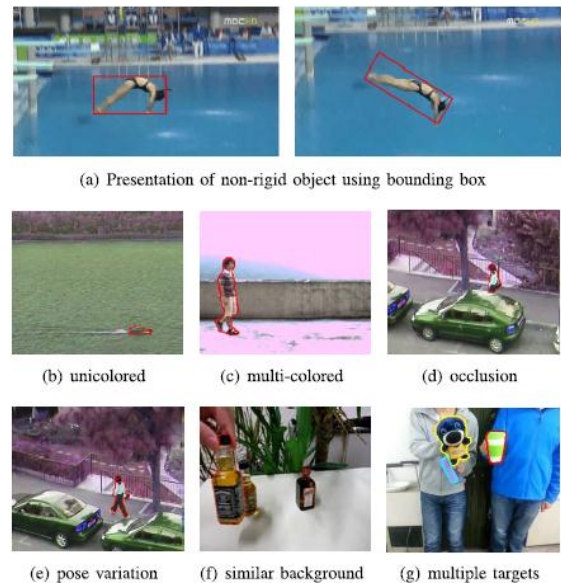 (a) Presentation of non-rigid object using bounding box
(b) unicolored
(c) multi-colored
(d) occlusion
(e) pose variation
(f) similar background
(g) multiple targets